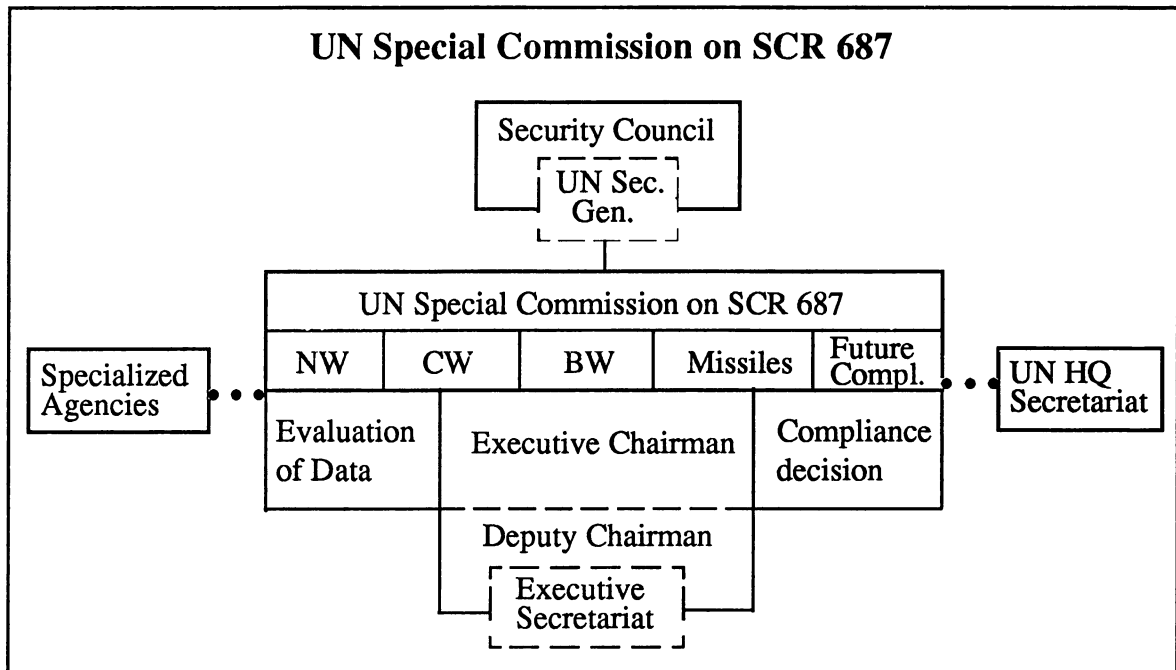 UN Special Commission on SCR 687
Security Council
UN Sec.
Gen.
UN Special Commission on SCR 687
NW
CW
BW
Missiles
Future
Compl.
Specialized
Agencies
UN HQ
Secretariat
Evaluation
of Data
Executive Chairman
Compliance
decision
Deputy Chairman
Executive
Secretariat